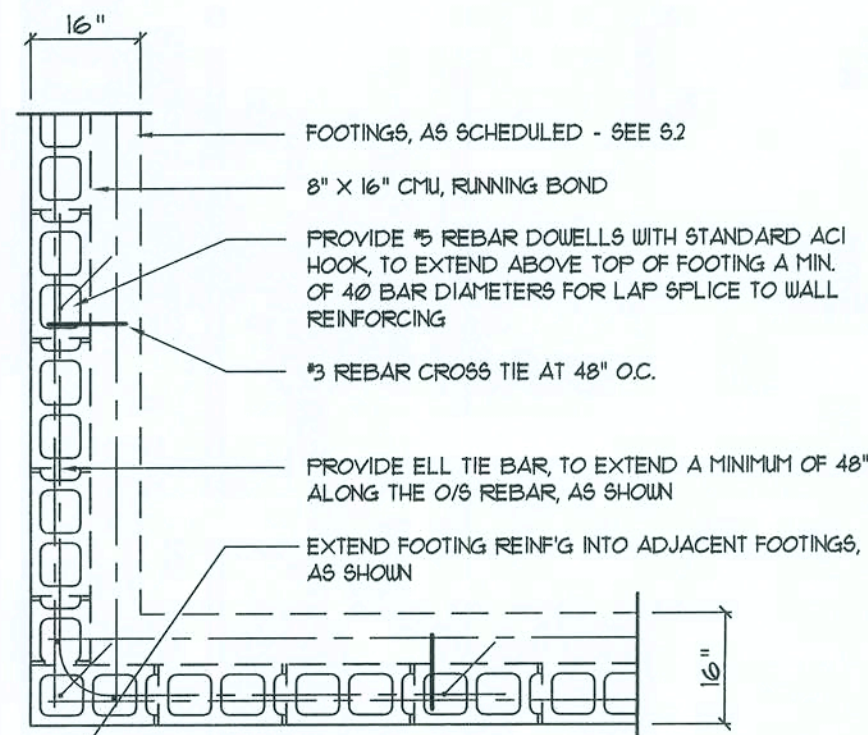 16"
FOOTINGS, AS SCHEDULED - SEE S.2
8" X 16" CMU, RUNNING BOND
PROVIDE #5 REBAR DOWELLS WITH STANDARD ACI
HOOK, TO EXTEND ABOVE TOP OF FOOTING A MIN.
OF 40 BAR DIAMETERS FOR LAP SPLICE TO WALL
REINFORCING
#3 REBAR CROSS TIE AT 48" O.C.
PROVIDE ELL TIE BAR, TO EXTEND A MINIMUM OF 48"
ALONG THE O/S REBAR, AS SHOWN
EXTEND FOOTING REINF'G INTO ADJACENT FOOTINGS,
AS SHOWN
16"